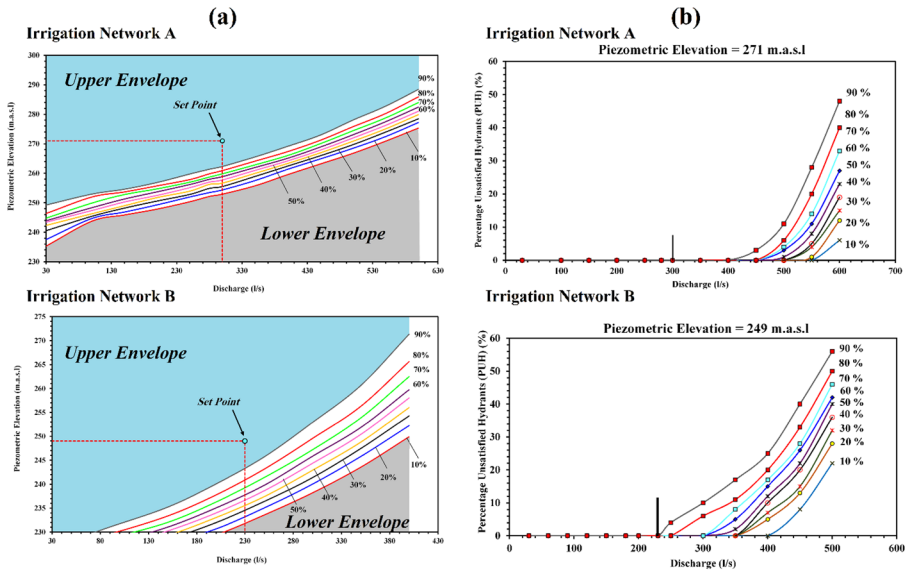 (a)
(b)
Irrigation Network A
300
290
280
270
260
250
240
230
Piezometric Elevation (m.a.s.l)
Upper Envelope
Set Point
90%
80%
70%
60%
10%
20%
30%
40%
50%
Lower Envelope
30 130 230 330 430 530 630
Discharge (l/s)
Irrigation Network A
Piezometric Elevation = 271 m.a.s.l
Percentage Unsatisfied Hydrants (PUH) (%)
60
50
40
30
20
10
0
90 %
80 %
70 %
60 %
50 %
40 %
30 %
20 %
10 %
0 100 200 300 400 500 600 700
Discharge (l/s)
Irrigation Network B
275
270
265
260
255
250
245
240
235
230
Piezometric Elevation (m.a.s.l)
Upper Envelope
Set Point
90%
80%
70%
60%
10%
20%
30%
40%
50%
Lower Envelope
30 80 130 180 230 280 330 380 430
Discharge (l/s)
Irrigation Network B
Piezometric Elevation = 249 m.a.s.l
Percentage Unsatisfied Hydrants (PUH) (%)
60
50
40
30
20
10
0
90 %
80 %
70 %
60 %
50 %
40 %
30 %
20 %
10 %
0 100 200 300 400 500 600
Discharge (l/s)